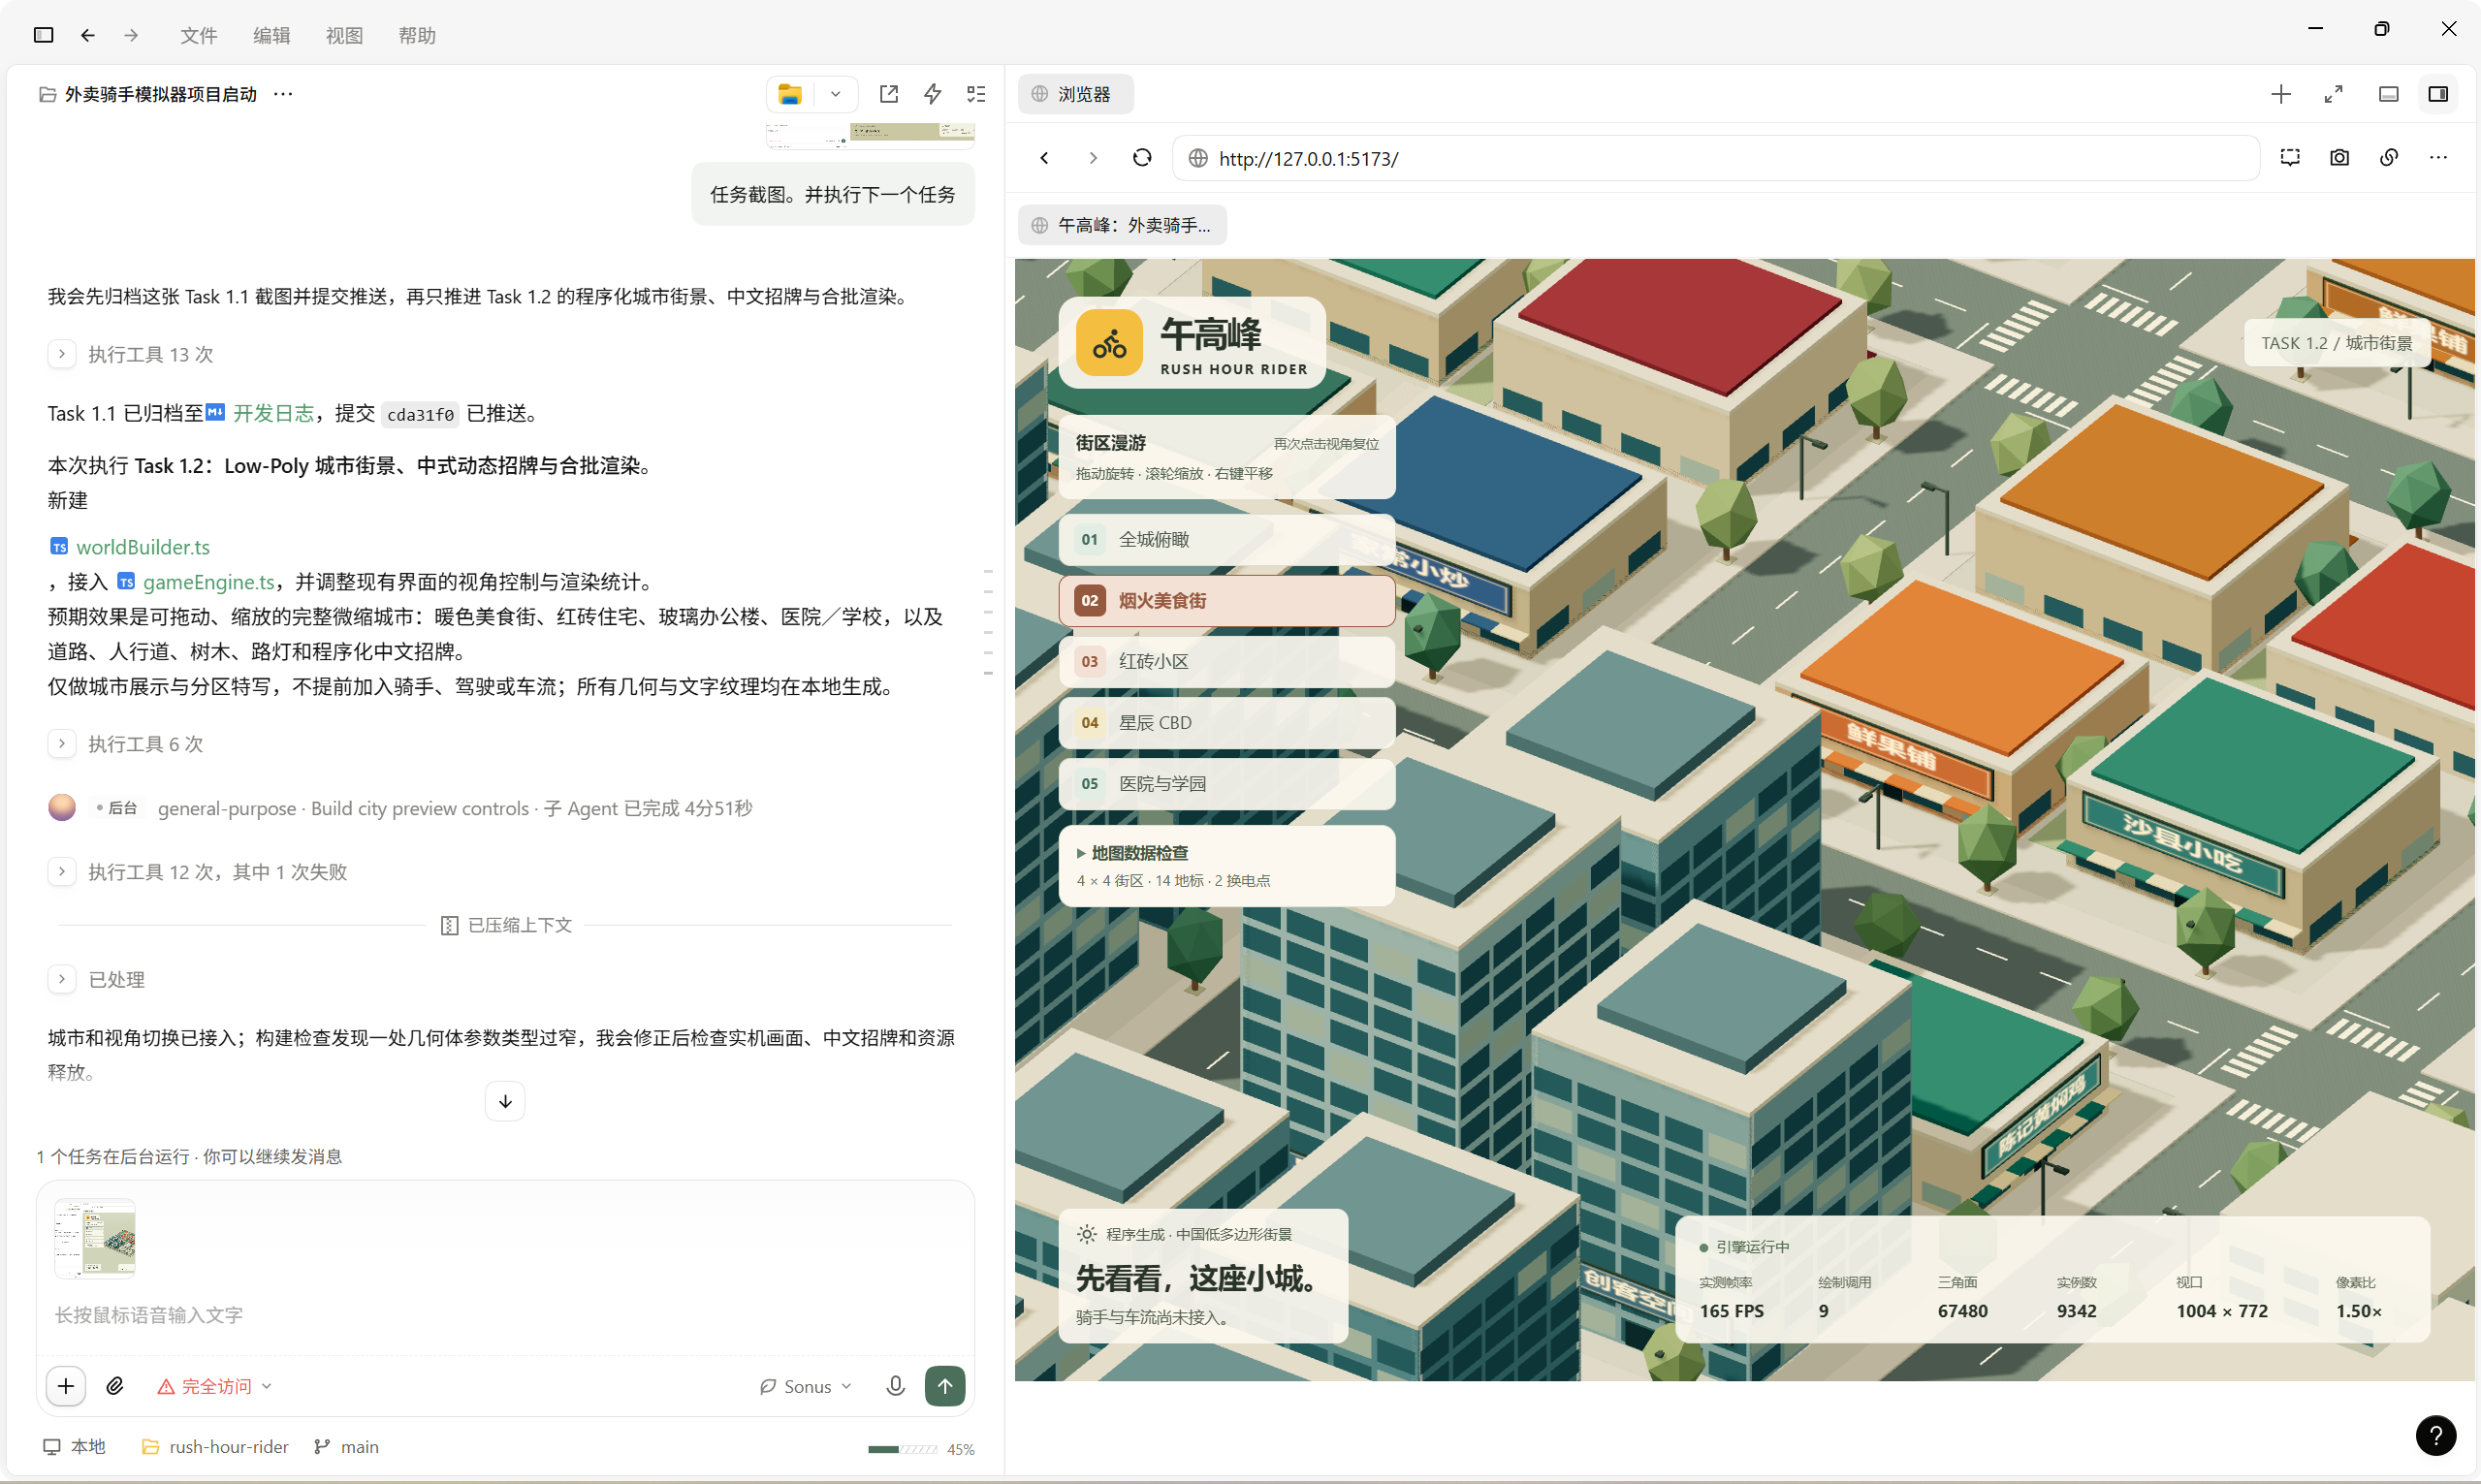 文件 编辑 视图 帮助
外卖骑手模拟器项目启动 ···
任务截图。并执行下一个任务
我会先归档这张 Task 1.1 截图并提交推送，再只推进 Task 1.2 的程序化城市街景、中文招牌与合批渲染。
执行工具 13 次
Task 1.1 已归档至 开发日志，提交 cda31f0 已推送。
本次执行 Task 1.2：Low-Poly 城市街景、中式动态招牌与合批渲染。
新建
TS worldBuilder.ts
，接入 TS gameEngine.ts，并调整现有界面的视角控制与渲染统计。
预期效果是可拖动、缩放的完整微缩城市：暖色美食街、红砖住宅、玻璃办公楼、医院／学校，以及
道路、人行道、树木、路灯和程序化中文招牌。
仅做城市展示与分区特写，不提前加入骑手、驾驶或车流；所有几何与文字纹理均在本地生成。
执行工具 6 次
后台 general-purpose · Build city preview controls · 子 Agent 已完成 4分51秒
执行工具 12 次，其中 1 次失败
已压缩上下文
已处理
城市和视角切换已接入；构建检查发现一处几何体参数类型过窄，我会修正后检查实机画面、中文招牌和资源
释放。
1 个任务在后台运行 · 你可以继续发消息
长按鼠标语音输入文字
完全访问
Sonus
本地 rush-hour-rider main 45%
浏览器
http://127.0.0.1:5173/
午高峰：外卖骑手...
午高峰
RUSH HOUR RIDER
TASK 1.2 / 城市街景
街区漫游 再次点击视角复位
拖动旋转 · 滚轮缩放 · 右键平移
01 全城俯瞰
02 烟火美食街
03 红砖小区
04 星辰 CBD
05 医院与学园
地图数据检查
4 × 4 街区 · 14 地标 · 2 换电点
家常小炒
鲜果铺
鲜果铺
沙县小吃
陈记黄焖鸡
创客空间
程序生成 · 中国低多边形街景
先看看，这座小城。
骑手与车流尚未接入。
引擎运行中
实测帧率 绘制调用 三角面 实例数 视口 像素比
165 FPS 9 67480 9342 1004 × 772 1.50×
?